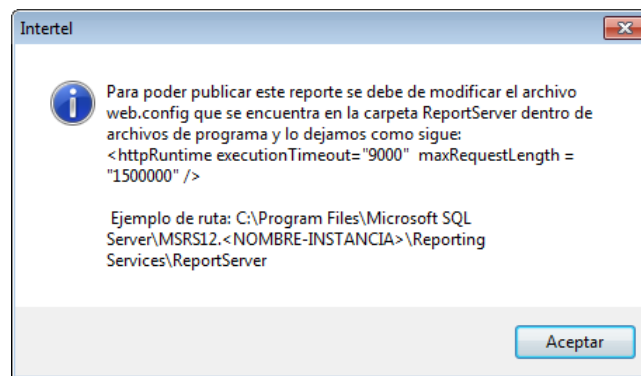 Intertel
Para poder publicar este reporte se debe de modificar el archivo
web.config que se encuentra en la carpeta ReportServer dentro de
archivos de programa y lo dejamos como sigue:
<httpRuntime executionTimeout="9000"  maxRequestLength =
"1500000" />
Ejemplo de ruta: C:\Program Files\Microsoft SQL
Server\MSRS12.<NOMBRE-INSTANCIA>\Reporting
Services\ReportServer
Aceptar